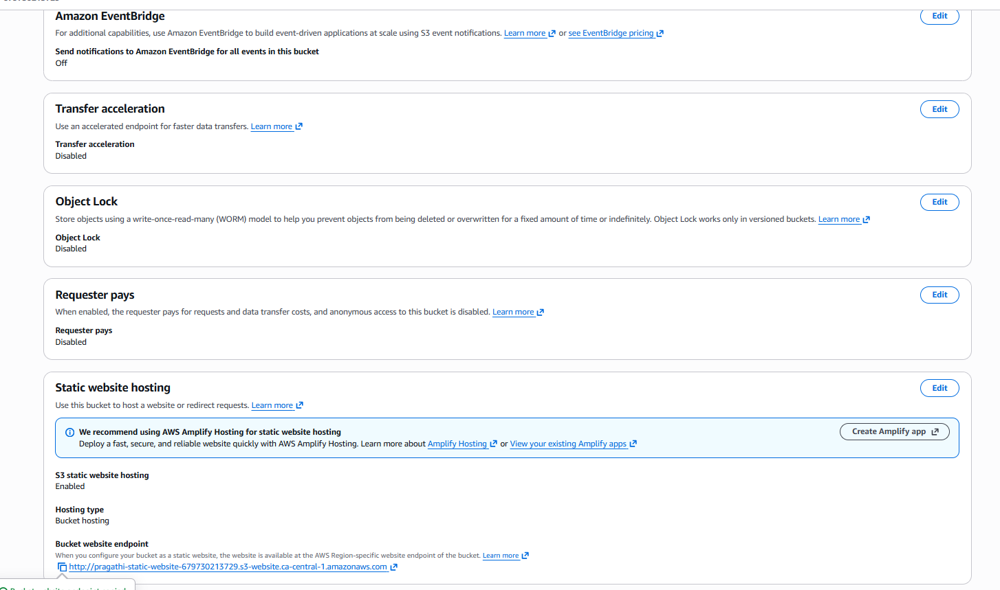 Amazon EventBridge
Edit
For additional capabilities, use Amazon EventBridge to build event-driven applications at scale using S3 event notifications. Learn more or see EventBridge pricing
Send notifications to Amazon EventBridge for all events in this bucket
Off
Transfer acceleration
Edit
Use an accelerated endpoint for faster data transfers. Learn more
Transfer acceleration
Disabled
Object Lock
Edit
Store objects using a write-once-read-many (WORM) model to help you prevent objects from being deleted or overwritten for a fixed amount of time or indefinitely. Object Lock works only in versioned buckets. Learn more
Object Lock
Disabled
Requester pays
Edit
When enabled, the requester pays for requests and data transfer costs, and anonymous access to this bucket is disabled. Learn more
Requester pays
Disabled
Static website hosting
Edit
Use this bucket to host a website or redirect requests. Learn more
We recommend using AWS Amplify Hosting for static website hosting
Create Amplify app
Deploy a fast, secure, and reliable website quickly with AWS Amplify Hosting. Learn more about Amplify Hosting or View your existing Amplify apps
S3 static website hosting
Enabled
Hosting type
Bucket hosting
Bucket website endpoint
When you configure your bucket as a static website, the website is available at the AWS Region-specific website endpoint of the bucket. Learn more
http://pragathi-static-website-679730213729.s3-website.ca-central-1.amazonaws.com